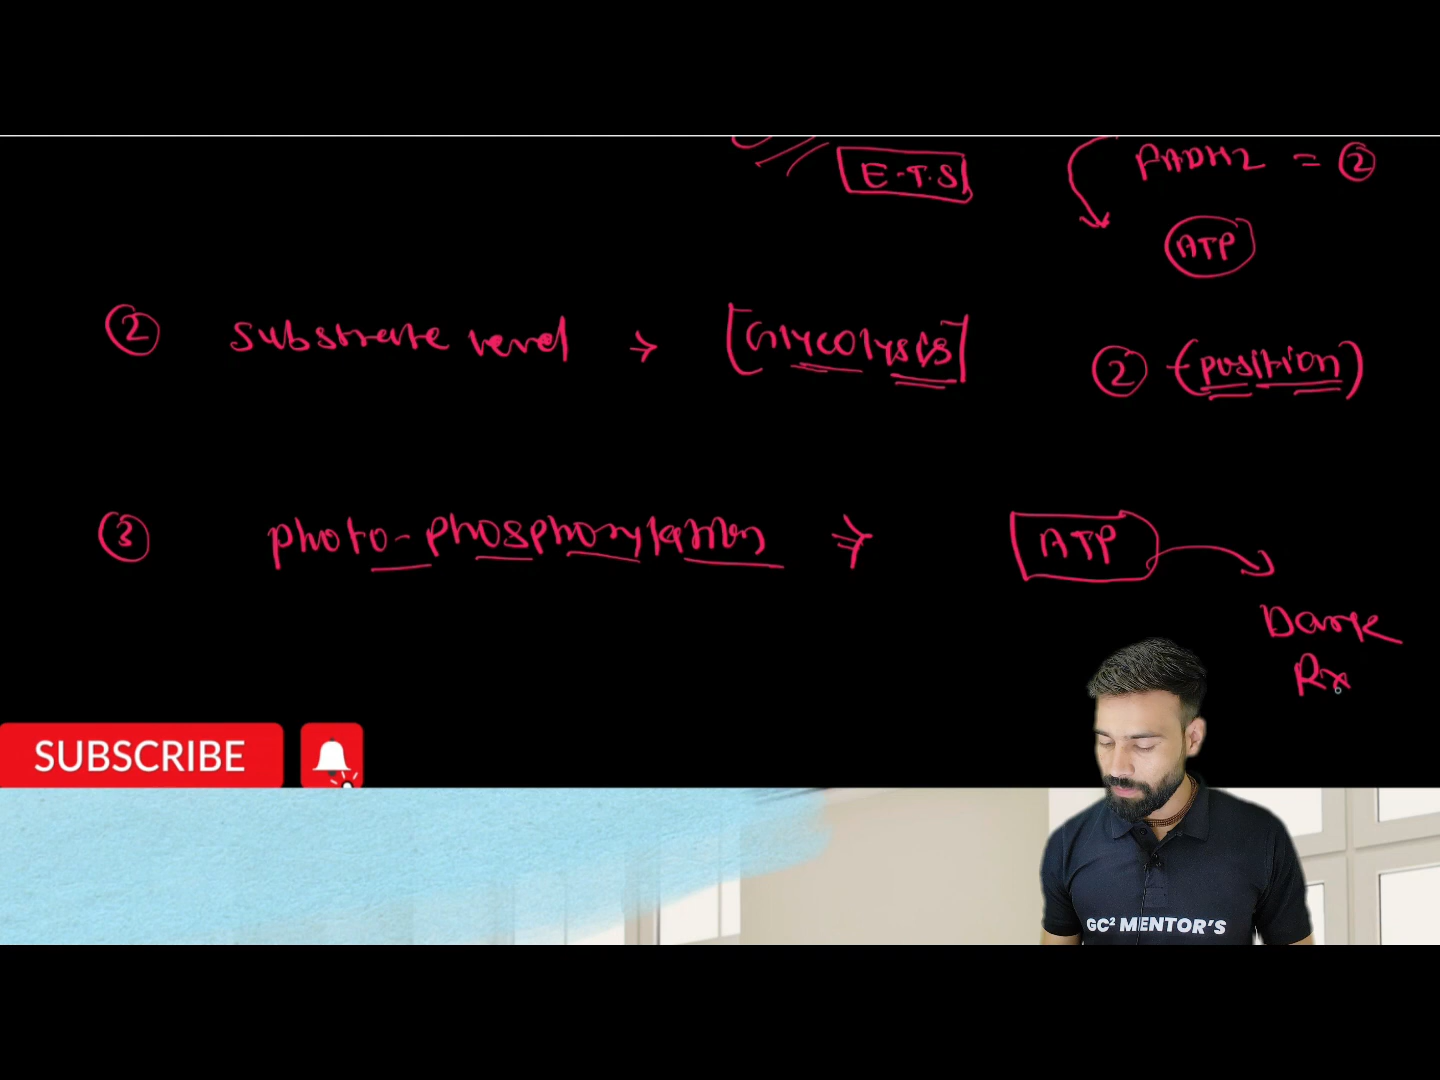 E.T.S
FADH2 = 2
ATP
2 Substrate level → [Glycolysis]
2 (position)
3 photo-phosphorylation ⇒ ATP
Dark
Rx
SUBSCRIBE
GC² MENTOR'S